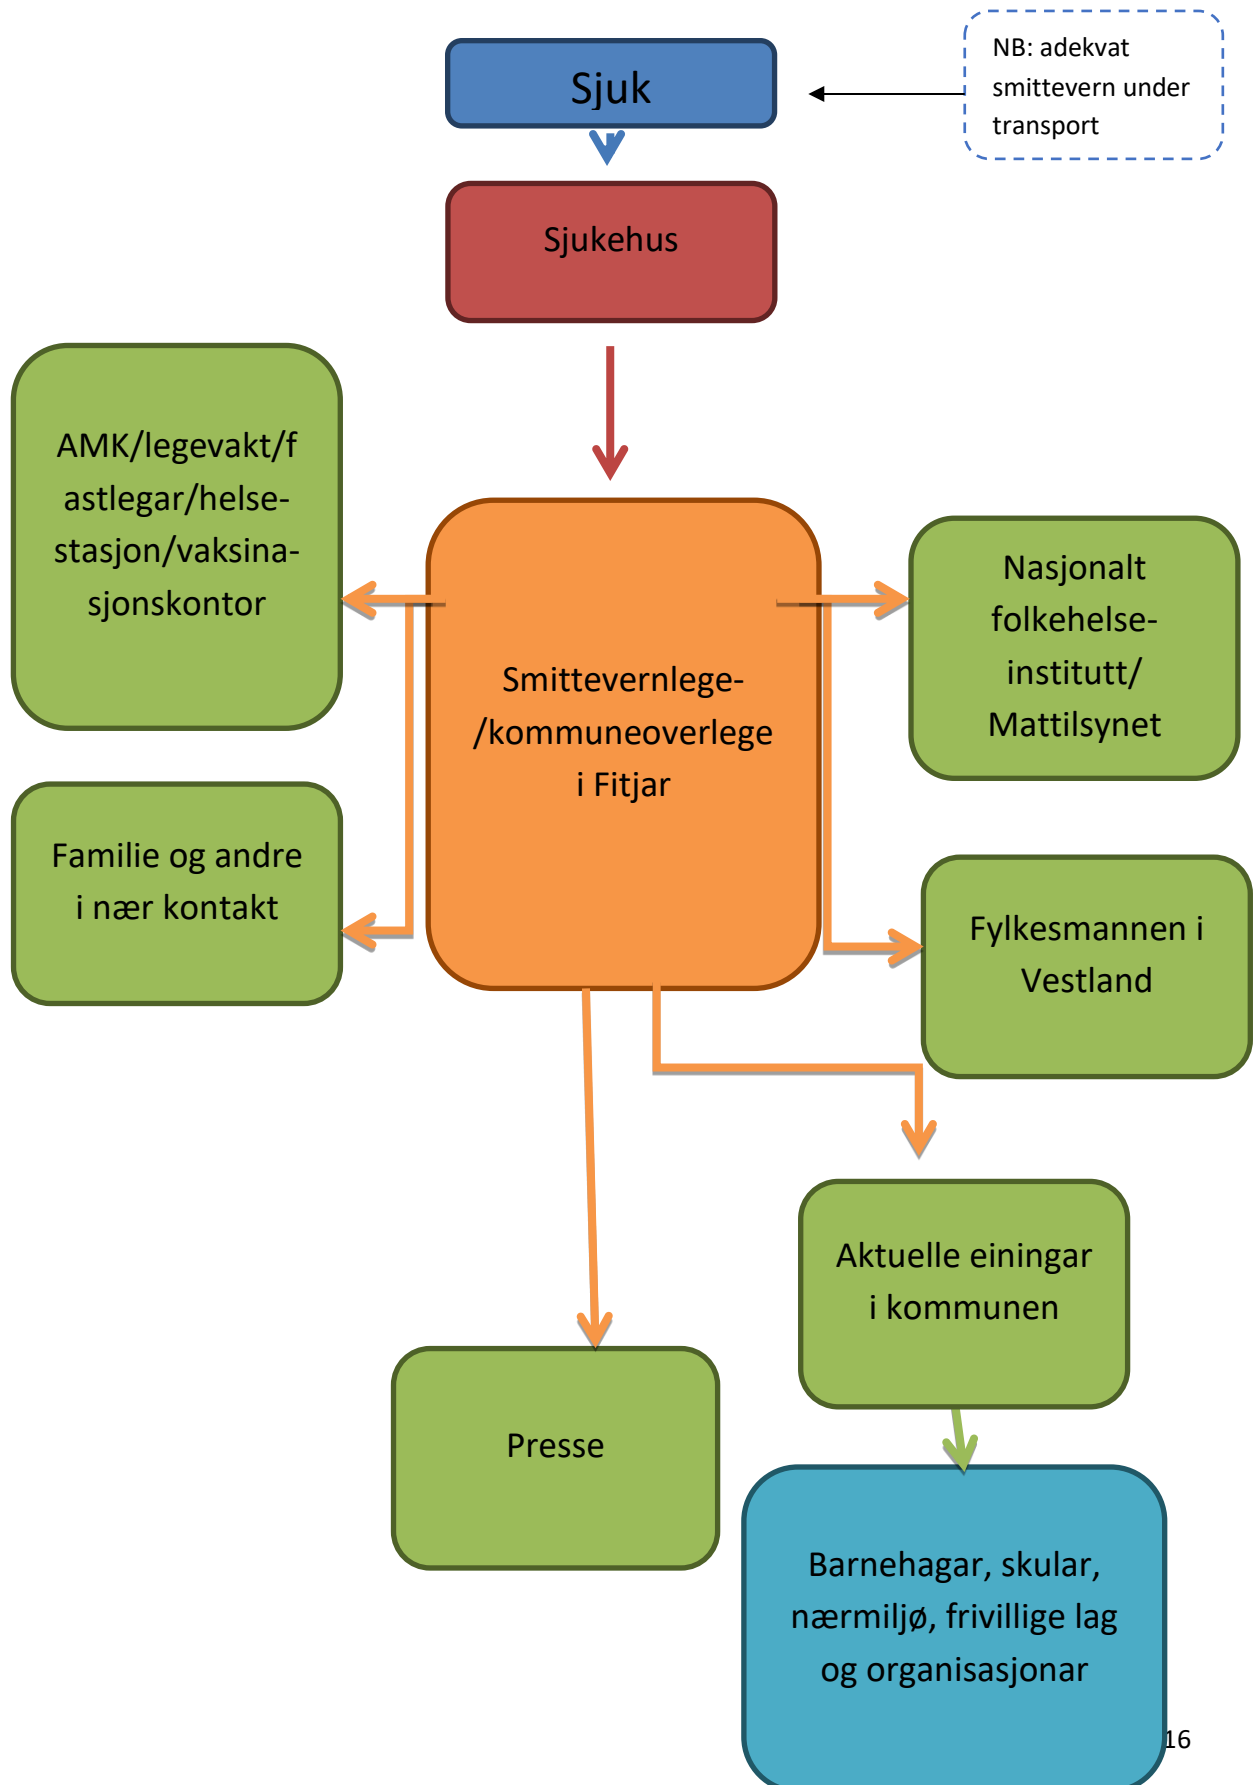 Sjuk
NB: adekvat
smittevern under
transport
Sjukehus
AMK/legevakt/f
astlegar/helse-
stasjon/vaksina-
sjonskontor
Smittevernlege-
/kommuneoverlege
i Fitjar
Nasjonalt
folkehelse-
institutt/
Mattilsynet
Familie og andre
i nær kontakt
Fylkesmannen i
Vestland
Aktuelle einingar
i kommunen
Presse
Barnehagar, skular,
nærmiljø, frivillige lag
og organisasjonar
16